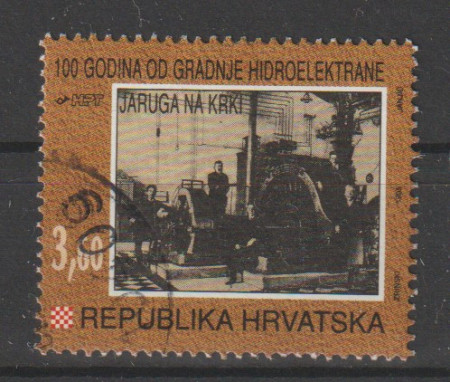 100 GODINA OD GRADNJE HIDROELEKTRANE
HPT
JARUGA NA KRKI
3,60
REPUBLIKA HRVATSKA